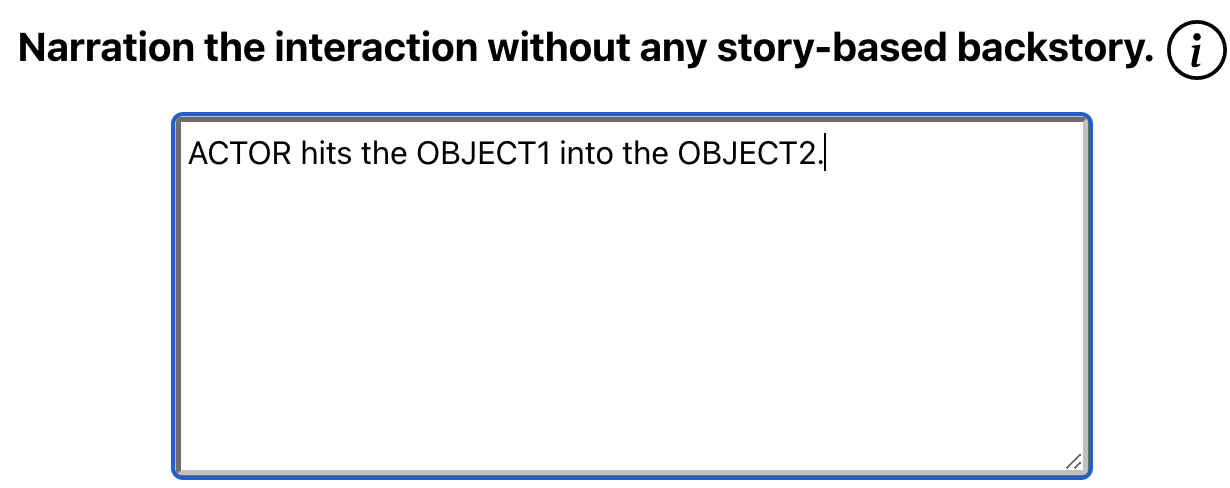 Narration the interaction without any story-based backstory. i
ACTOR hits the OBJECT1 into the OBJECT2.